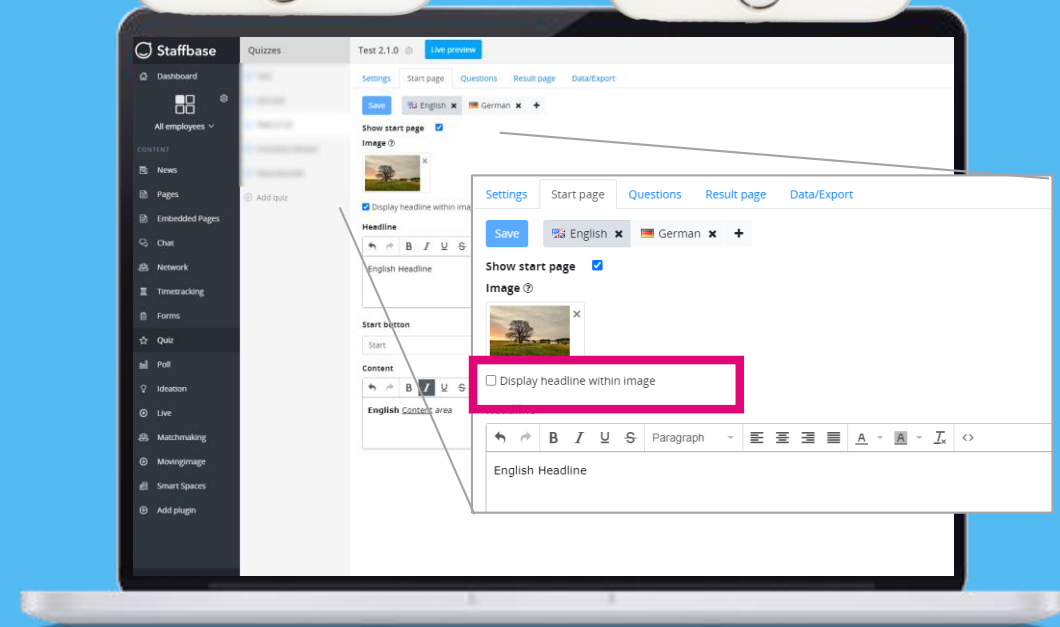 Staffbase
Quizzes
Test 2.1.0
Live preview
Dashboard
All employees
CONTENT
News
Pages
Embedded Pages
Chat
Network
Timetracking
Forms
Quiz
Poll
Ideation
Live
Matchmaking
Movingimage
Smart Spaces
Add plugin
Add quiz
Settings Start page Questions Result page Data/Export
Save English German +
Show start page
Image
Display headline within
Headline
B I U S
English Headline
Start button
Start
Content
B I U S
English Content area
Settings Start page Questions Result page Data/Export
Save English German +
Show start page
Image
Display headline within image
B I U S Paragraph A A Ix <>
English Headline